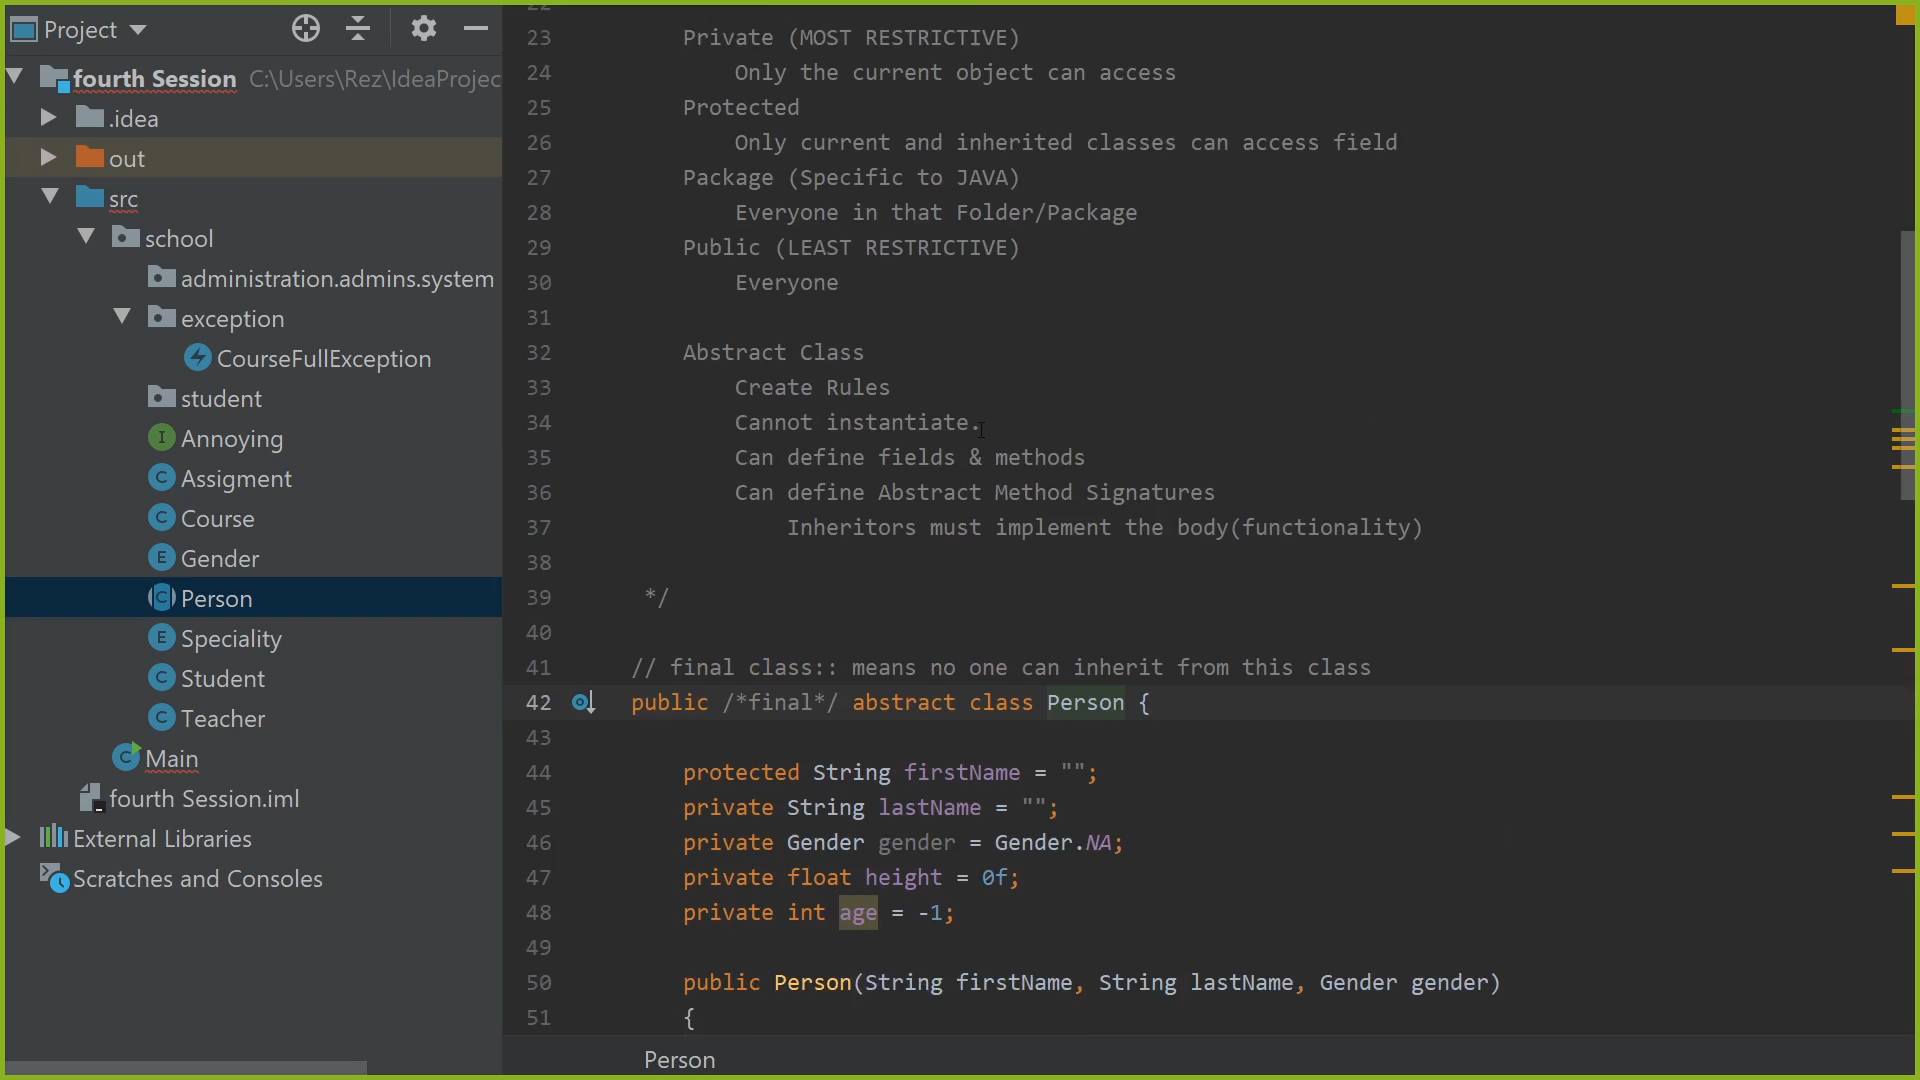 Project
fourth Session C:\Users\Rez\IdeaProjec
.idea
out
src
school
administration.admins.system
exception
CourseFullException
student
I Annoying
C Assigment
C Course
E Gender
C Person
E Speciality
C Student
C Teacher
C Main
fourth Session.iml
External Libraries
Scratches and Consoles
22
23 Private (MOST RESTRICTIVE)
24 Only the current object can access
25 Protected
26 Only current and inherited classes can access field
27 Package (Specific to JAVA)
28 Everyone in that Folder/Package
29 Public (LEAST RESTRICTIVE)
30 Everyone
31
32 Abstract Class
33 Create Rules
34 Cannot instantiate.
35 Can define fields & methods
36 Can define Abstract Method Signatures
37 Inheritors must implement the body(functionality)
38
39 */
40
41 // final class:: means no one can inherit from this class
42 public /*final*/ abstract class Person {
43
44 protected String firstName = "";
45 private String lastName = "";
46 private Gender gender = Gender.NA;
47 private float height = 0f;
48 private int age = -1;
49
50 public Person(String firstName, String lastName, Gender gender)
51 {
Person